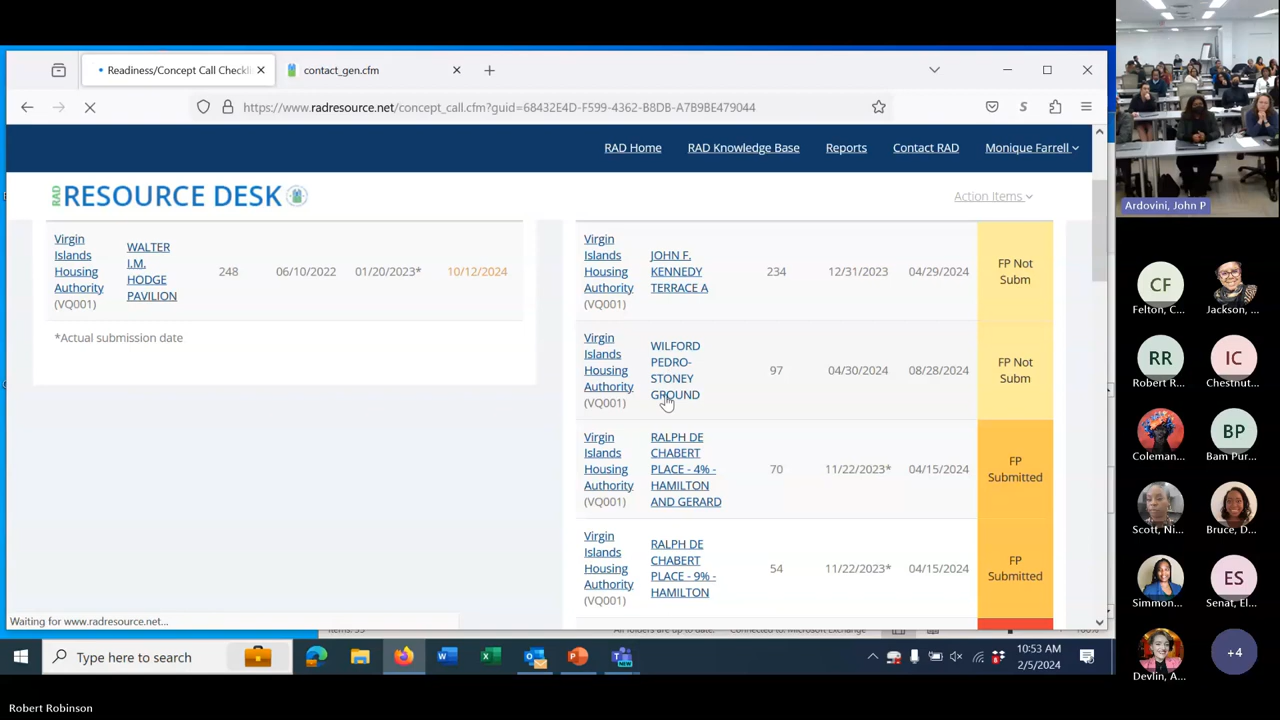 Readiness/Concept Call Checkli
contact_gen.cfm
https://www.radresource.net/concept_call.cfm?guid=68432E4D-F599-4362-B8DB-A7B9BE479044
RAD Home
RAD Knowledge Base
Reports
Contact RAD
Monique Farrell
RAD RESOURCE DESK
Action Items
Virgin
Islands
Housing
Authority
(VQ001)
WALTER
I.M.
HODGE
PAVILION
248
06/10/2022
01/20/2023*
10/12/2024
*Actual submission date
Virgin
Islands
Housing
Authority
(VQ001)
JOHN F.
KENNEDY
TERRACE A
234
12/31/2023
04/29/2024
FP Not
Subm
Virgin
Islands
Housing
Authority
(VQ001)
WILFORD
PEDRO-
STONEY
GROUND
97
04/30/2024
08/28/2024
FP Not
Subm
Virgin
Islands
Housing
Authority
(VQ001)
RALPH DE
CHABERT
PLACE - 4% -
HAMILTON
AND GERARD
70
11/22/2023*
04/15/2024
FP
Submitted
Virgin
Islands
Housing
Authority
(VQ001)
RALPH DE
CHABERT
PLACE - 9% -
HAMILTON
54
11/22/2023*
04/15/2024
FP
Submitted
Waiting for www.radresource.net...
Type here to search
10:53 AM
2/5/2024
Robert Robinson
Ardovini, John P
CF
Felton, C...
Jackson, ...
RR
Robert R...
IC
Chestnut...
Coleman...
BP
Bam Pur...
Scott, Ni...
Bruce, D...
Simmon...
ES
Senat, El...
Devlin, A...
+4